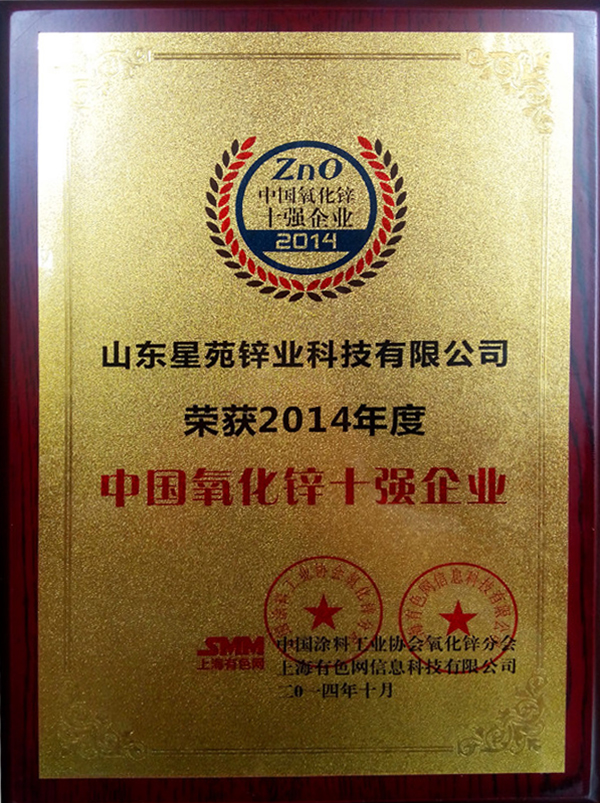 ZnO
中国氧化锌
十强企业
2014
山东星苑锌业科技有限公司
荣获2014年度
中国氧化锌十强企业
SMM
上海有色网
中国涂料工业协会氧化锌分会
上海有色网信息科技有限公司
二0一四年十月